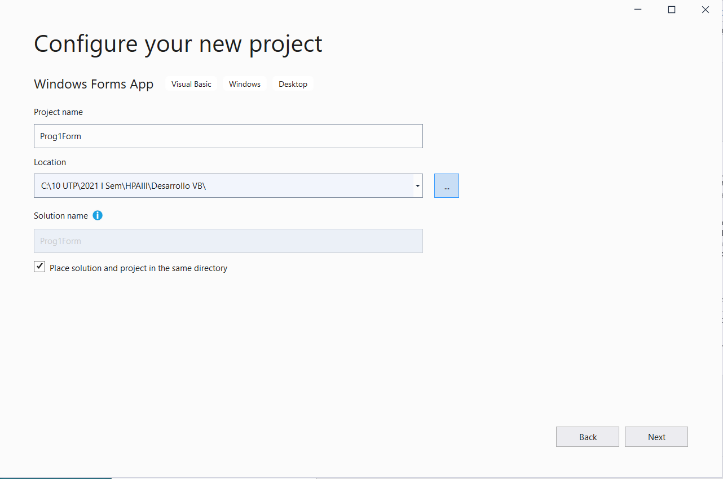 Configure your new project
Windows Forms App Visual Basic Windows Desktop
Project name
Prog1Form
Location
C:\10 UTP\2021 I Sem\HPAIII\Desarrollo VB\ ...
Solution name
Prog1Form
Place solution and project in the same directory
Back Next